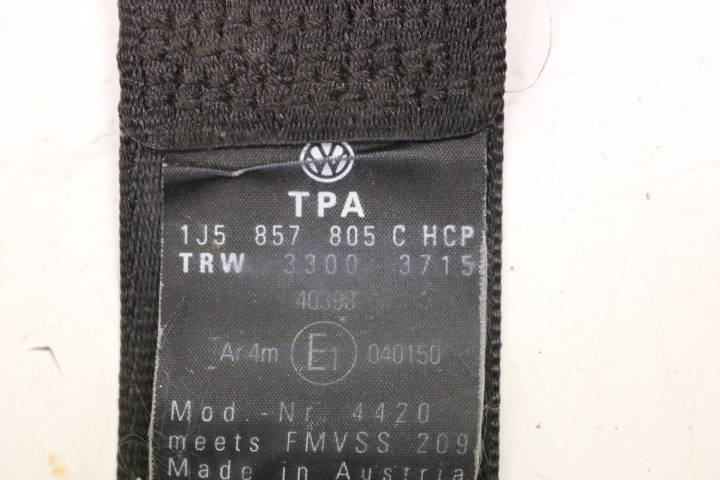 TPA
1J5 857 805 C HCP
TRW 3300 3715
40398
Ar4m E1 040150
Mod.-Nr. 4420
meets FMVSS 209
Made in Austria